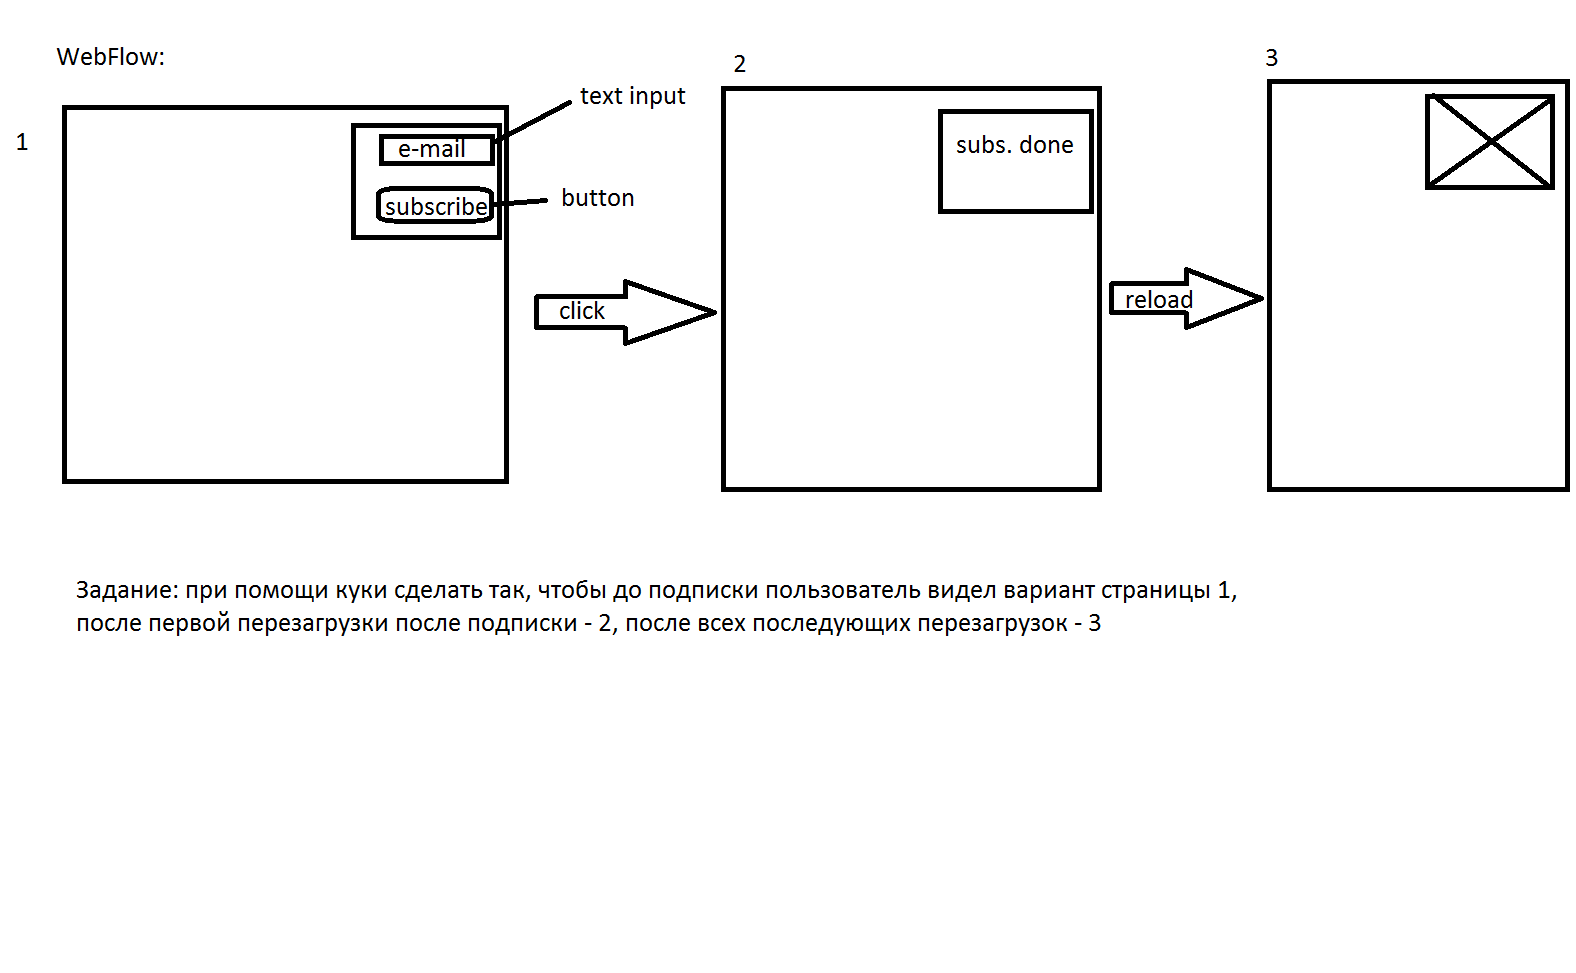 WebFlow:
1
e-mail
subscribe
text input
button
click
2
subs. done
reload
3
Задание: при помощи куки сделать так, чтобы до подписки пользователь видел вариант страницы 1,
после первой перезагрузки после подписки - 2, после всех последующих перезагрузок - 3